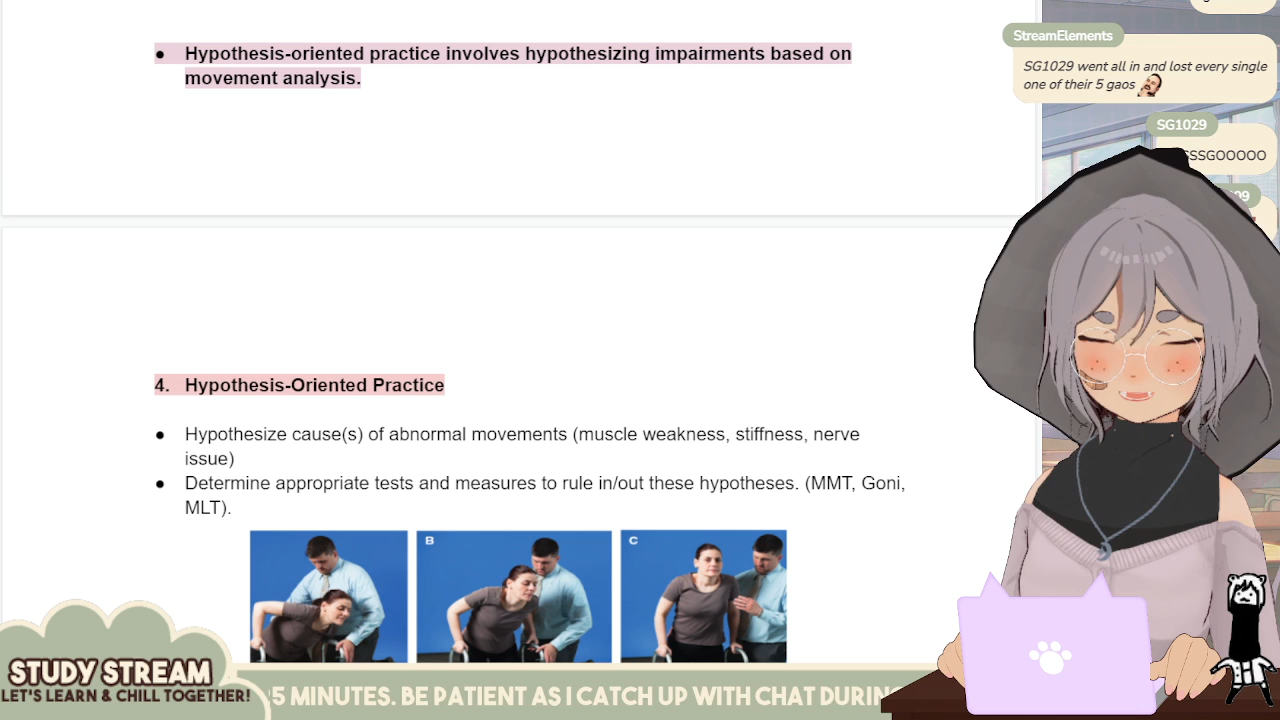 ● Hypothesis-oriented practice involves hypothesizing impairments based on
movement analysis.
4. Hypothesis-Oriented Practice
● Hypothesize cause(s) of abnormal movements (muscle weakness, stiffness, nerve
issue)
● Determine appropriate tests and measures to rule in/out these hypotheses. (MMT, Goni,
MLT).
B
C
StreamElements
SG1029 went all in and lost every single
one of their 5 gaos
SG1029
SSSGOOOOO
STUDY STREAM
LET'S LEARN & CHILL TOGETHER!
5 MINUTES. BE PATIENT AS I CATCH UP WITH CHAT DURING